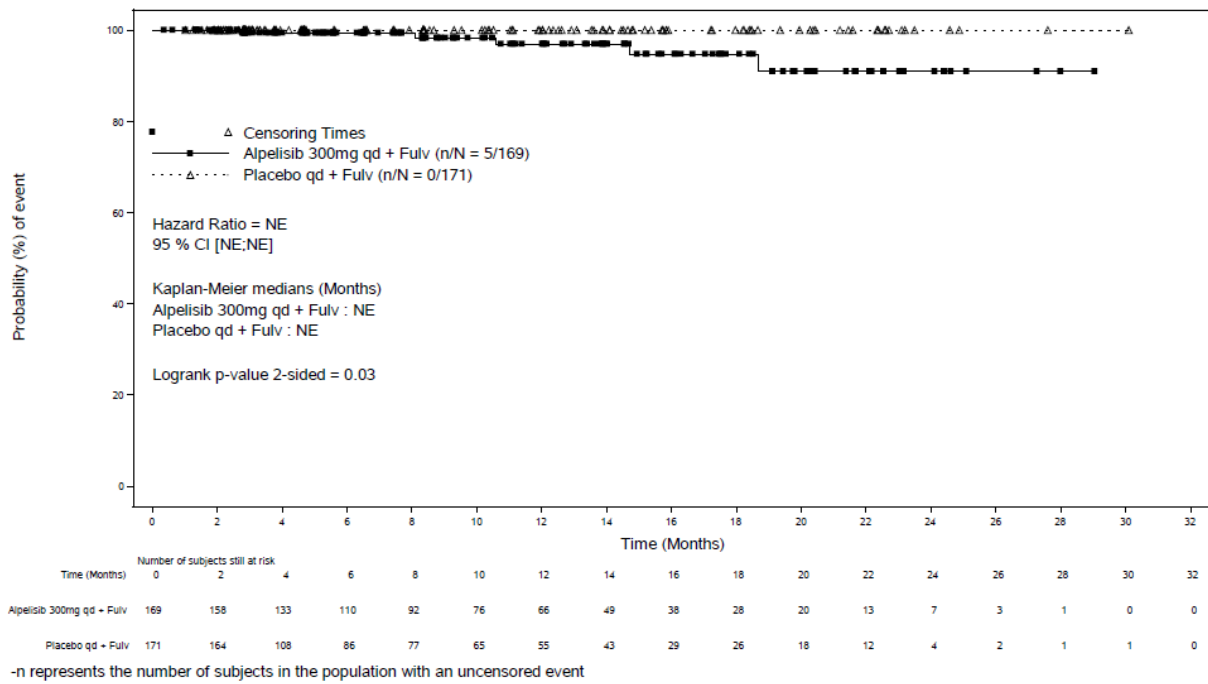 Probability (%) of event
100
80
60
40
20
0
Censoring Times
Alpelisib 300mg qd + Fulv (n/N = 5/169)
Placebo qd + Fulv (n/N = 0/171)
Hazard Ratio = NE
95 % CI [NE;NE]
Kaplan-Meier medians (Months)
Alpelisib 300mg qd + Fulv : NE
Placebo qd + Fulv : NE
Logrank p-value 2-sided = 0.03
0 2 4 6 8 10 12 14 16 18 20 22 24 26 28 30 32
Time (Months)
Number of subjects still at risk
Time (Months) 0 2 4 6 8 10 12 14 16 18 20 22 24 26 28 30 32
Alpelisib 300mg qd + Fulv 169 158 133 110 92 76 66 49 38 28 20 13 7 3 1 0 0
Placebo qd + Fulv 171 164 108 86 77 65 55 43 29 26 18 12 4 2 1 1 0
-n represents the number of subjects in the population with an uncensored event